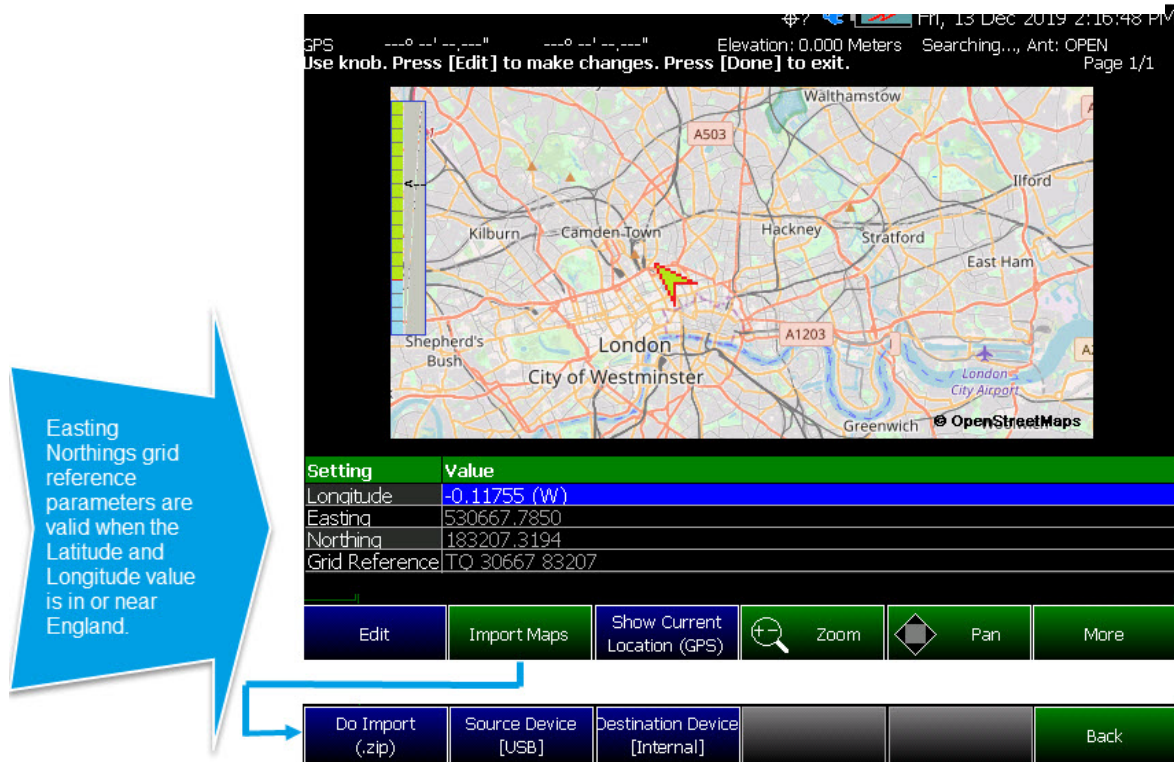 Fri, 13 Dec 2019 2:16:48 PM
GPS ---° --' --.---" ---° --' --.---" Elevation: 0.000 Meters Searching..., Ant: OPEN
Use knob. Press [Edit] to make changes. Press [Done] to exit. Page 1/1
Walthamstow
A503
Ilford
Kilburn
Camden Town
Hackney
Stratford
East Ham
Shepherd's
Bush
London
A1203
City of Westminster
London
City Airport
Greenwich
© OpenStreetMaps
Easting
Northings grid
reference
parameters are
valid when the
Latitude and
Longitude value
is in or near
England.
Setting Value
Longitude -0.11755 (W)
Easting 530667.7850
Northing 183207.3194
Grid Reference TQ 30667 83207
Edit
Import Maps
Show Current
Location (GPS)
Zoom
Pan
More
Do Import
(.zip)
Source Device
[USB]
Destination Device
[Internal]
Back